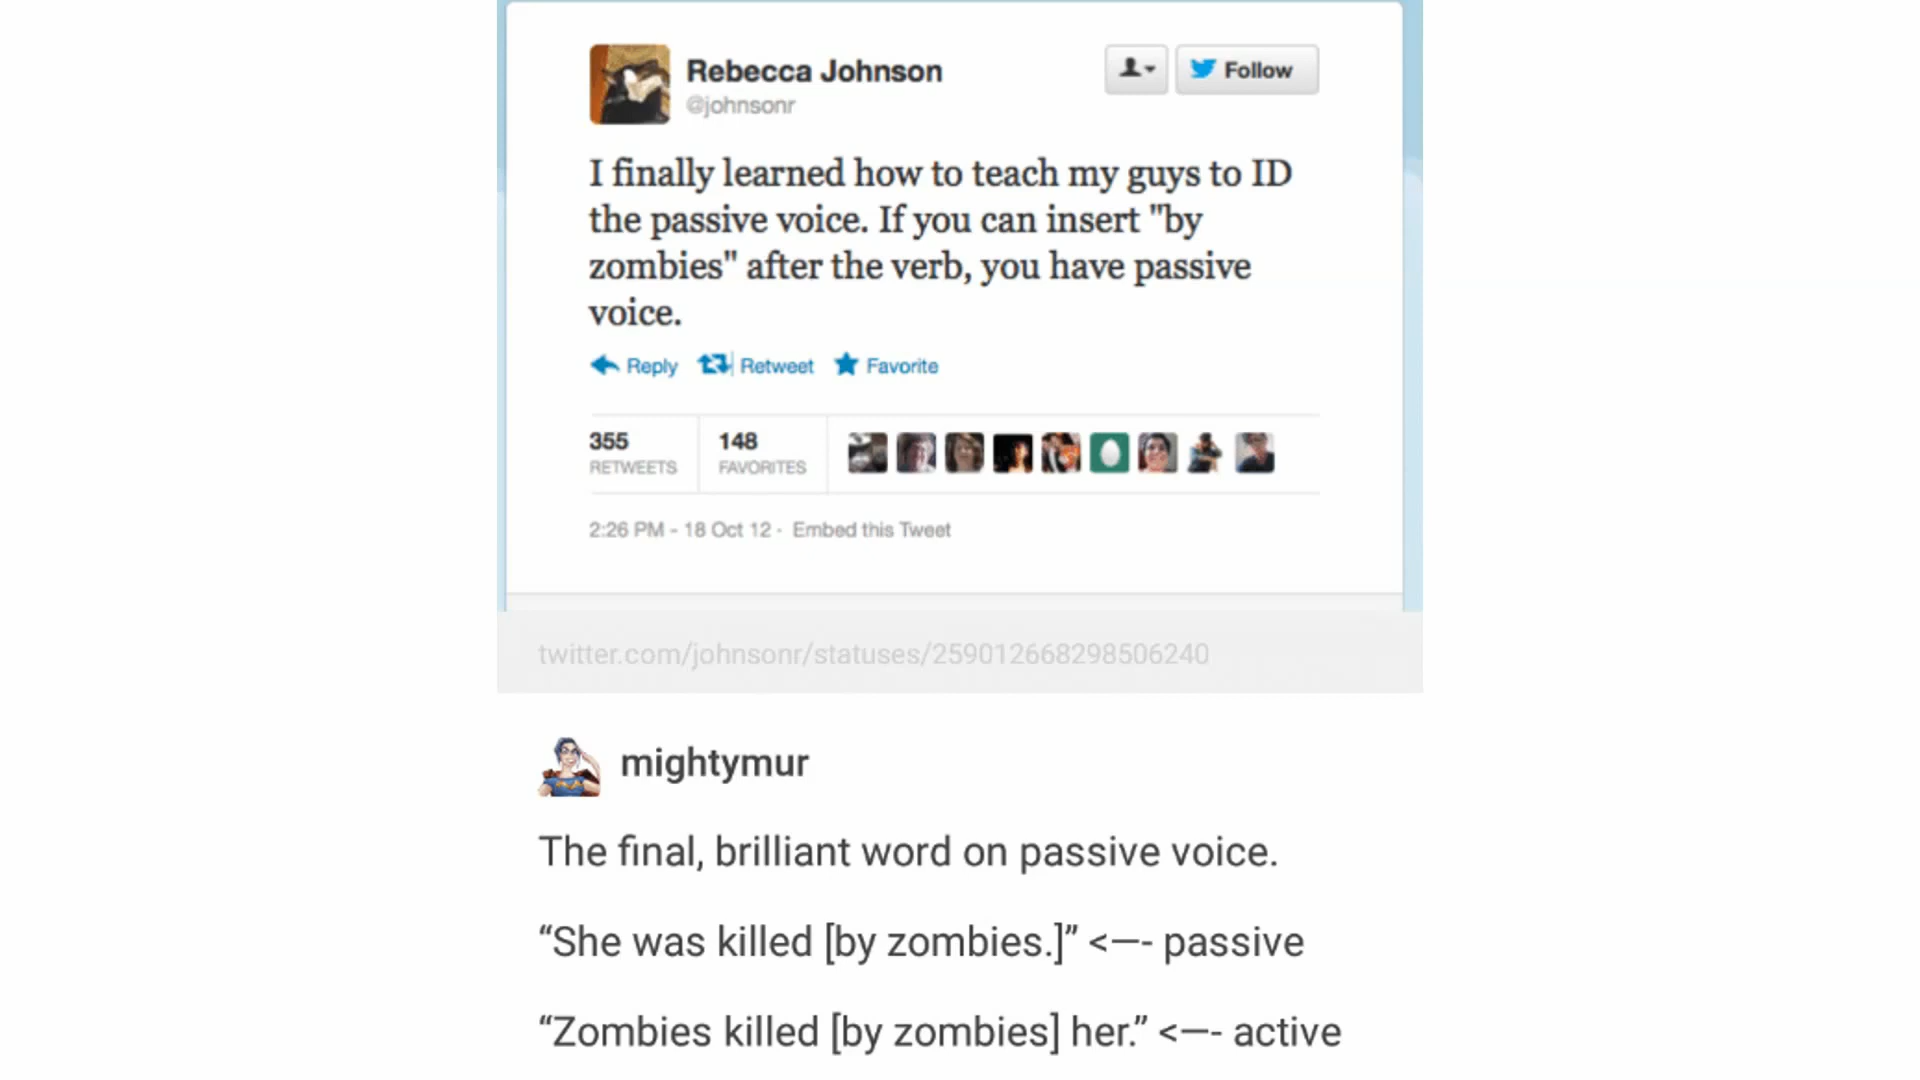 Rebecca Johnson
@johnsonr
Follow
I finally learned how to teach my guys to ID
the passive voice. If you can insert "by
zombies" after the verb, you have passive
voice.
Reply Retweet Favorite
355 RETWEETS
148 FAVORITES
2:26 PM - 18 Oct 12 · Embed this Tweet
twitter.com/johnsonr/statuses/259012668298506240
mightymur
The final, brilliant word on passive voice.
“She was killed [by zombies.]” <—- passive
“Zombies killed [by zombies] her.” <—- active